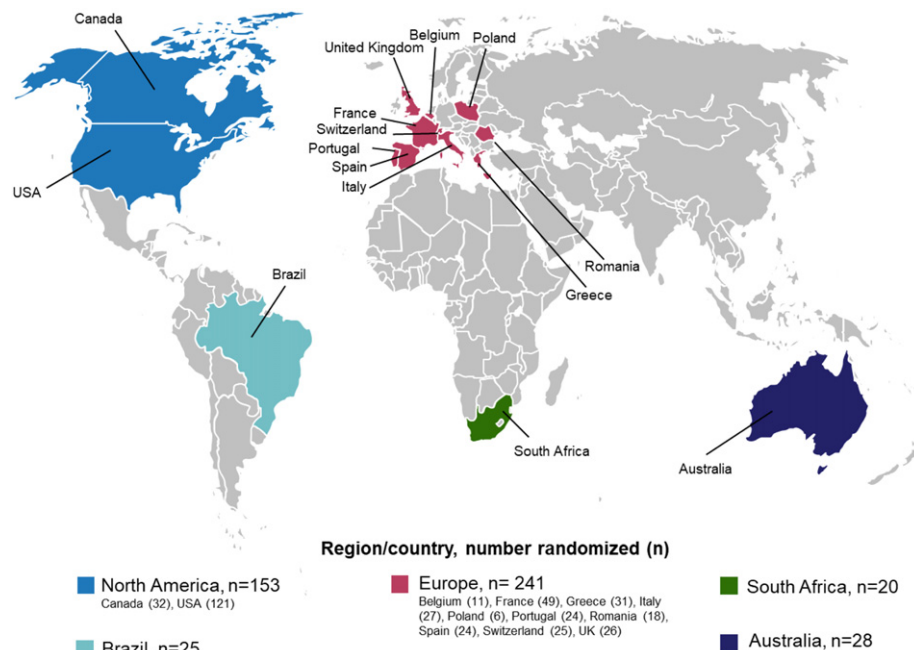 Canada
Belgium
Poland
United Kingdom
France
Switzerland
Portugal
Spain
Italy
USA
Romania
Greece
Brazil
South Africa
Australia
Region/country, number randomized (n)
North America, n=153
Canada (32), USA (121)
Europe, n= 241
Belgium (11), France (49), Greece (31), Italy
(27), Poland (6), Portugal (24), Romania (18),
Spain (24), Switzerland (25), UK (26)
South Africa, n=20
Brazil n=25
Australia, n=28